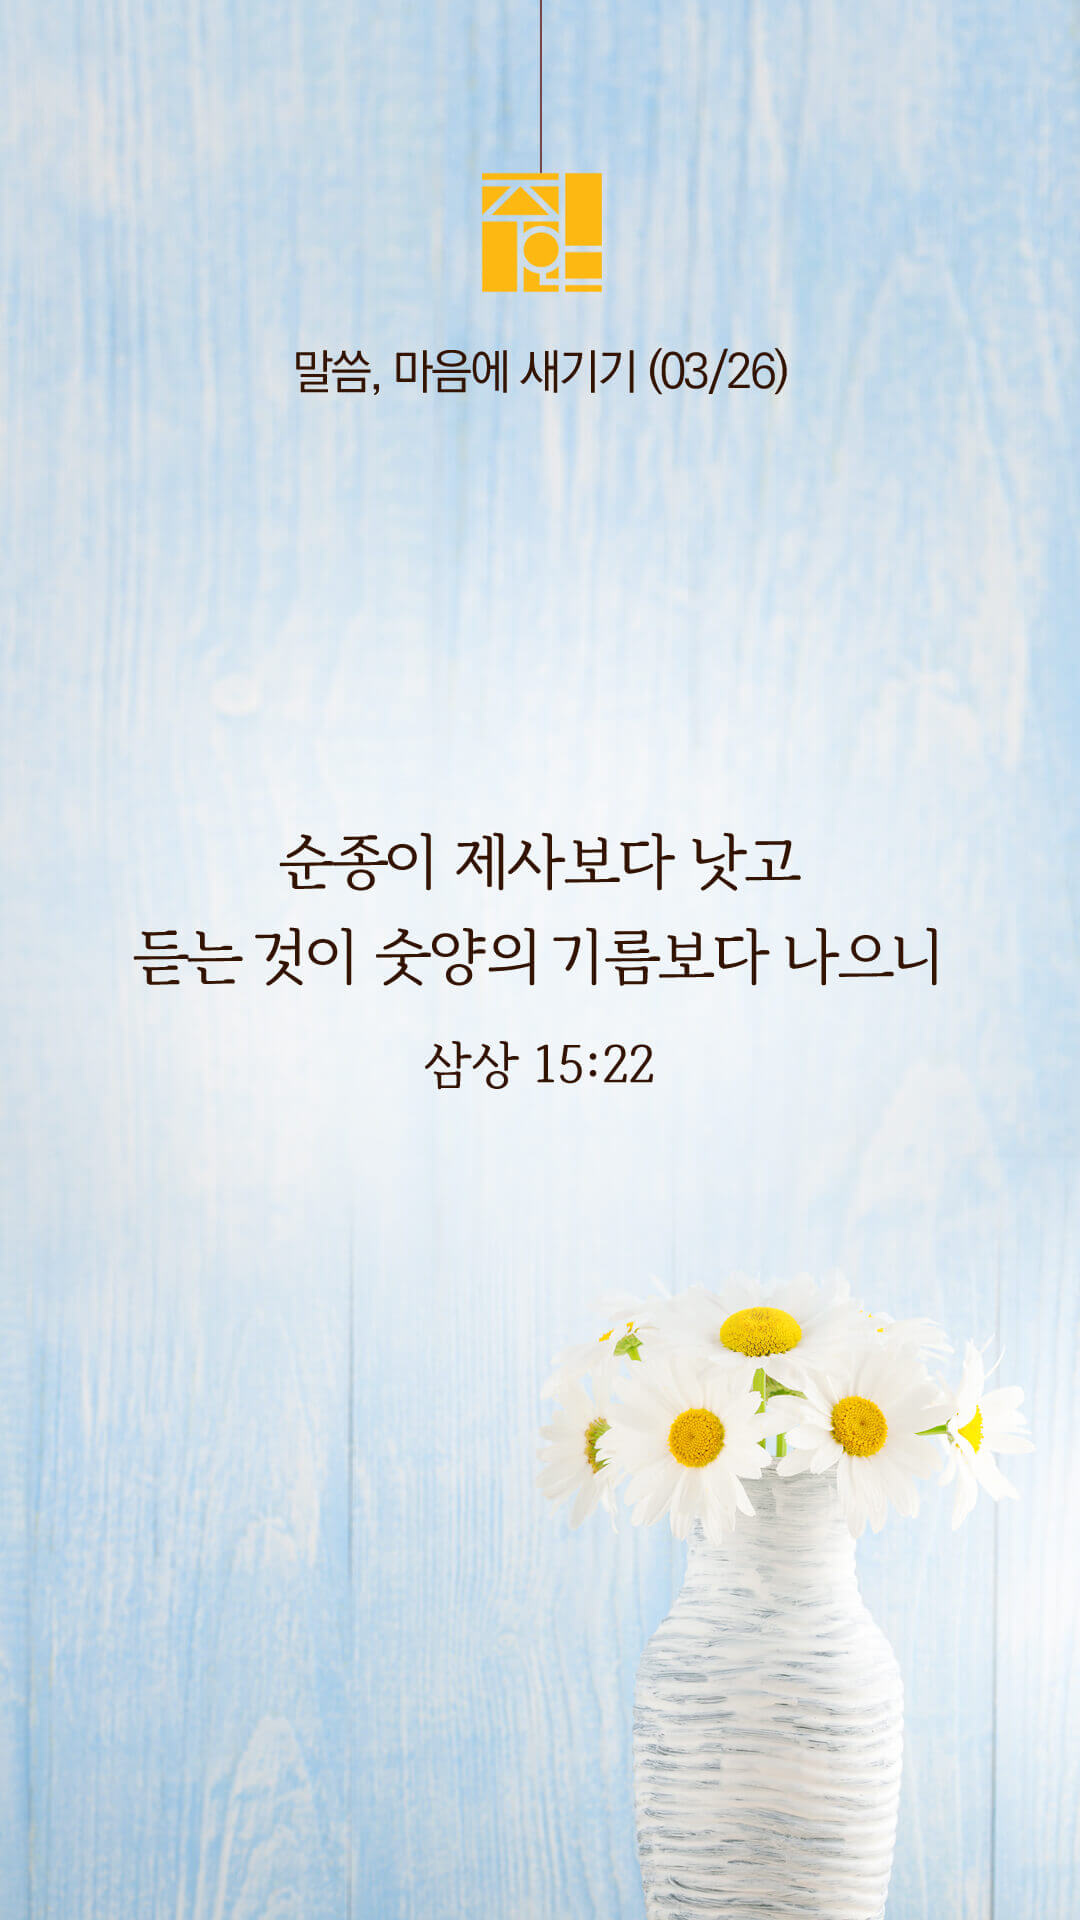 말씀, 마음에 새기기 (03/26)
순종이 제사보다 낫고
듣는 것이 숫양의 기름보다 나으니
삼상 15:22